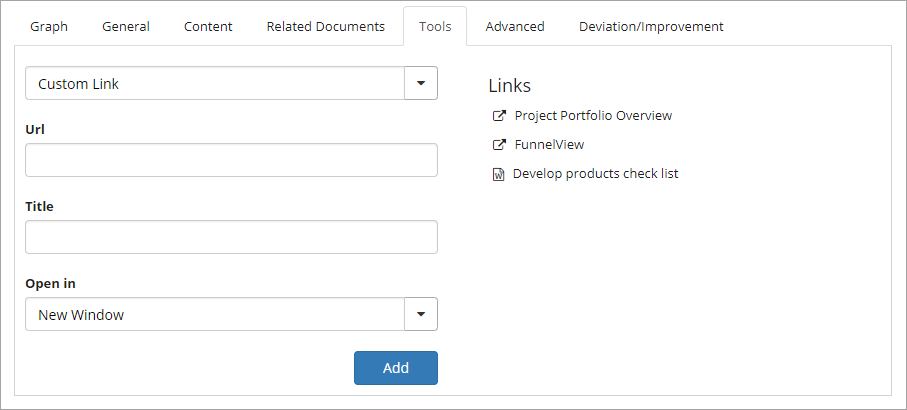 Graph General Content Related Documents Tools Advanced Deviation/Improvement
Custom Link
Url
Title
Open in
New Window
Add
Links
Project Portfolio Overview
FunnelView
Develop products check list